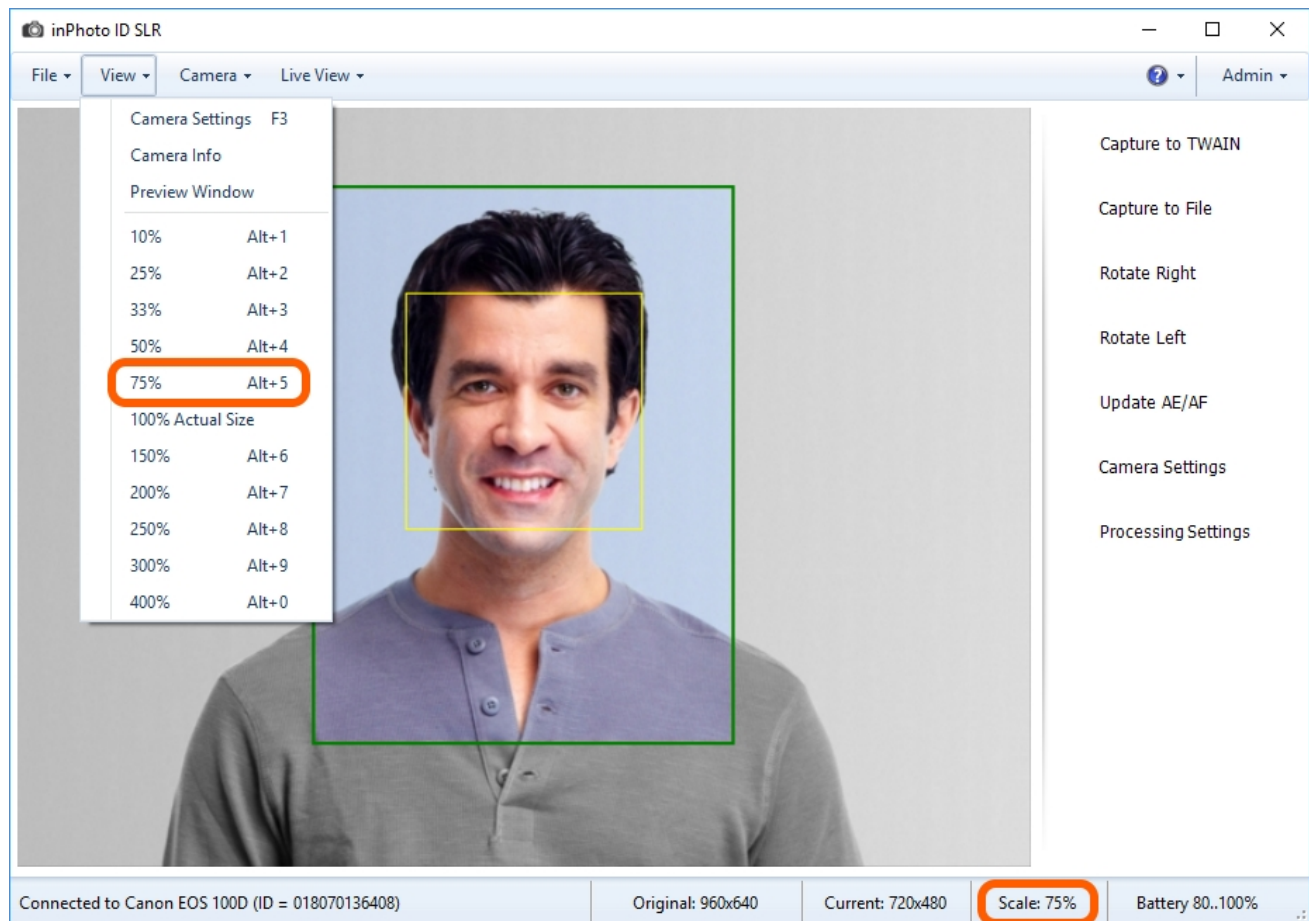 inPhoto ID SLR
File View Camera Live View Admin
Camera Settings F3
Camera Info
Preview Window
10% Alt+1
25% Alt+2
33% Alt+3
50% Alt+4
75% Alt+5
100% Actual Size
150% Alt+6
200% Alt+7
250% Alt+8
300% Alt+9
400% Alt+0
Capture to TWAIN
Capture to File
Rotate Right
Rotate Left
Update AE/AF
Camera Settings
Processing Settings
Connected to Canon EOS 100D (ID = 018070136408) Original: 960x640 Current: 720x480 Scale: 75% Battery 80..100%